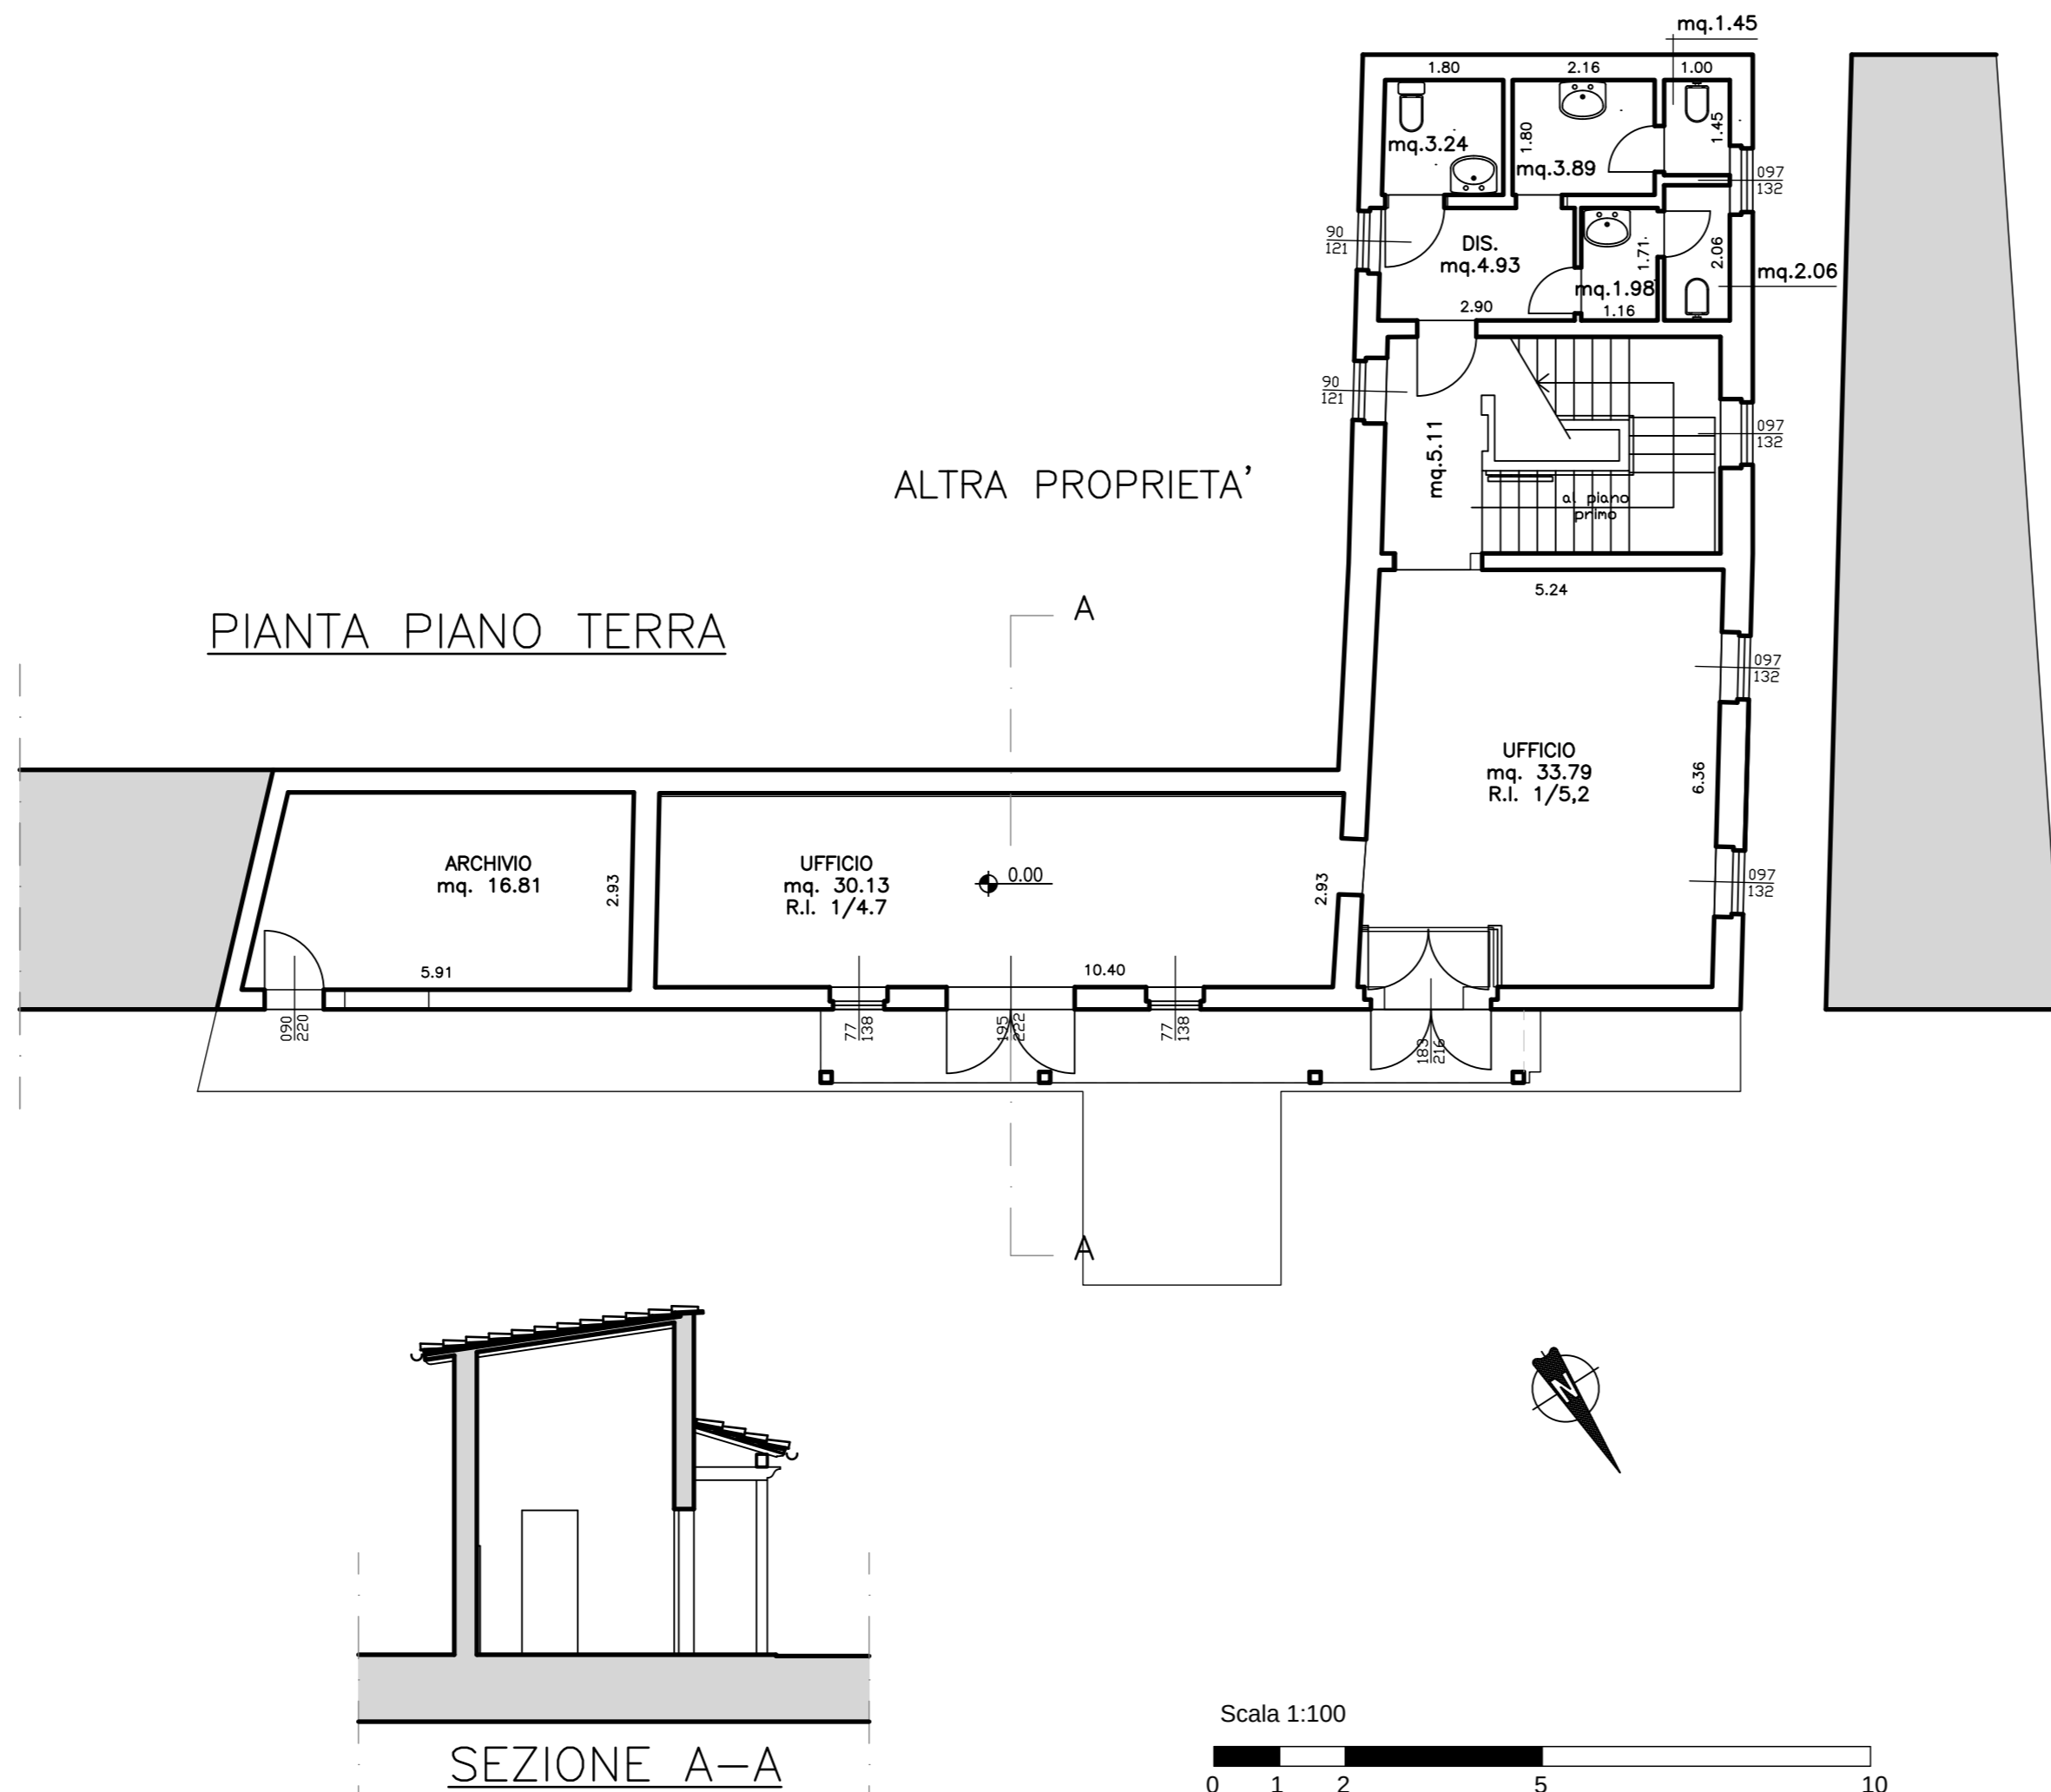 mq.1.45
1.80
2.16
1.00
1.45
1.80
mq.3.24
mq.3.89
097
132
90
121
DIS.
mq.4.93
1.71
2.06
mq.2.06
mq.1.98
2.90
1.16
90
121
097
132
mq.5.11
ALTRA PROPRIETA'
al piano
primo
5.24
A
PIANTA PIANO TERRA
097
132
UFFICIO
mq. 33.79
R.I. 1/5,2
6.36
ARCHIVIO
mq. 16.81
2.93
UFFICIO
mq. 30.13
R.I. 1/4.7
0.00
2.93
097
132
5.91
10.40
090
220
77
138
195
222
77
138
183
216
A
N
Scala 1:100
SEZIONE A-A
0 1 2 5 10